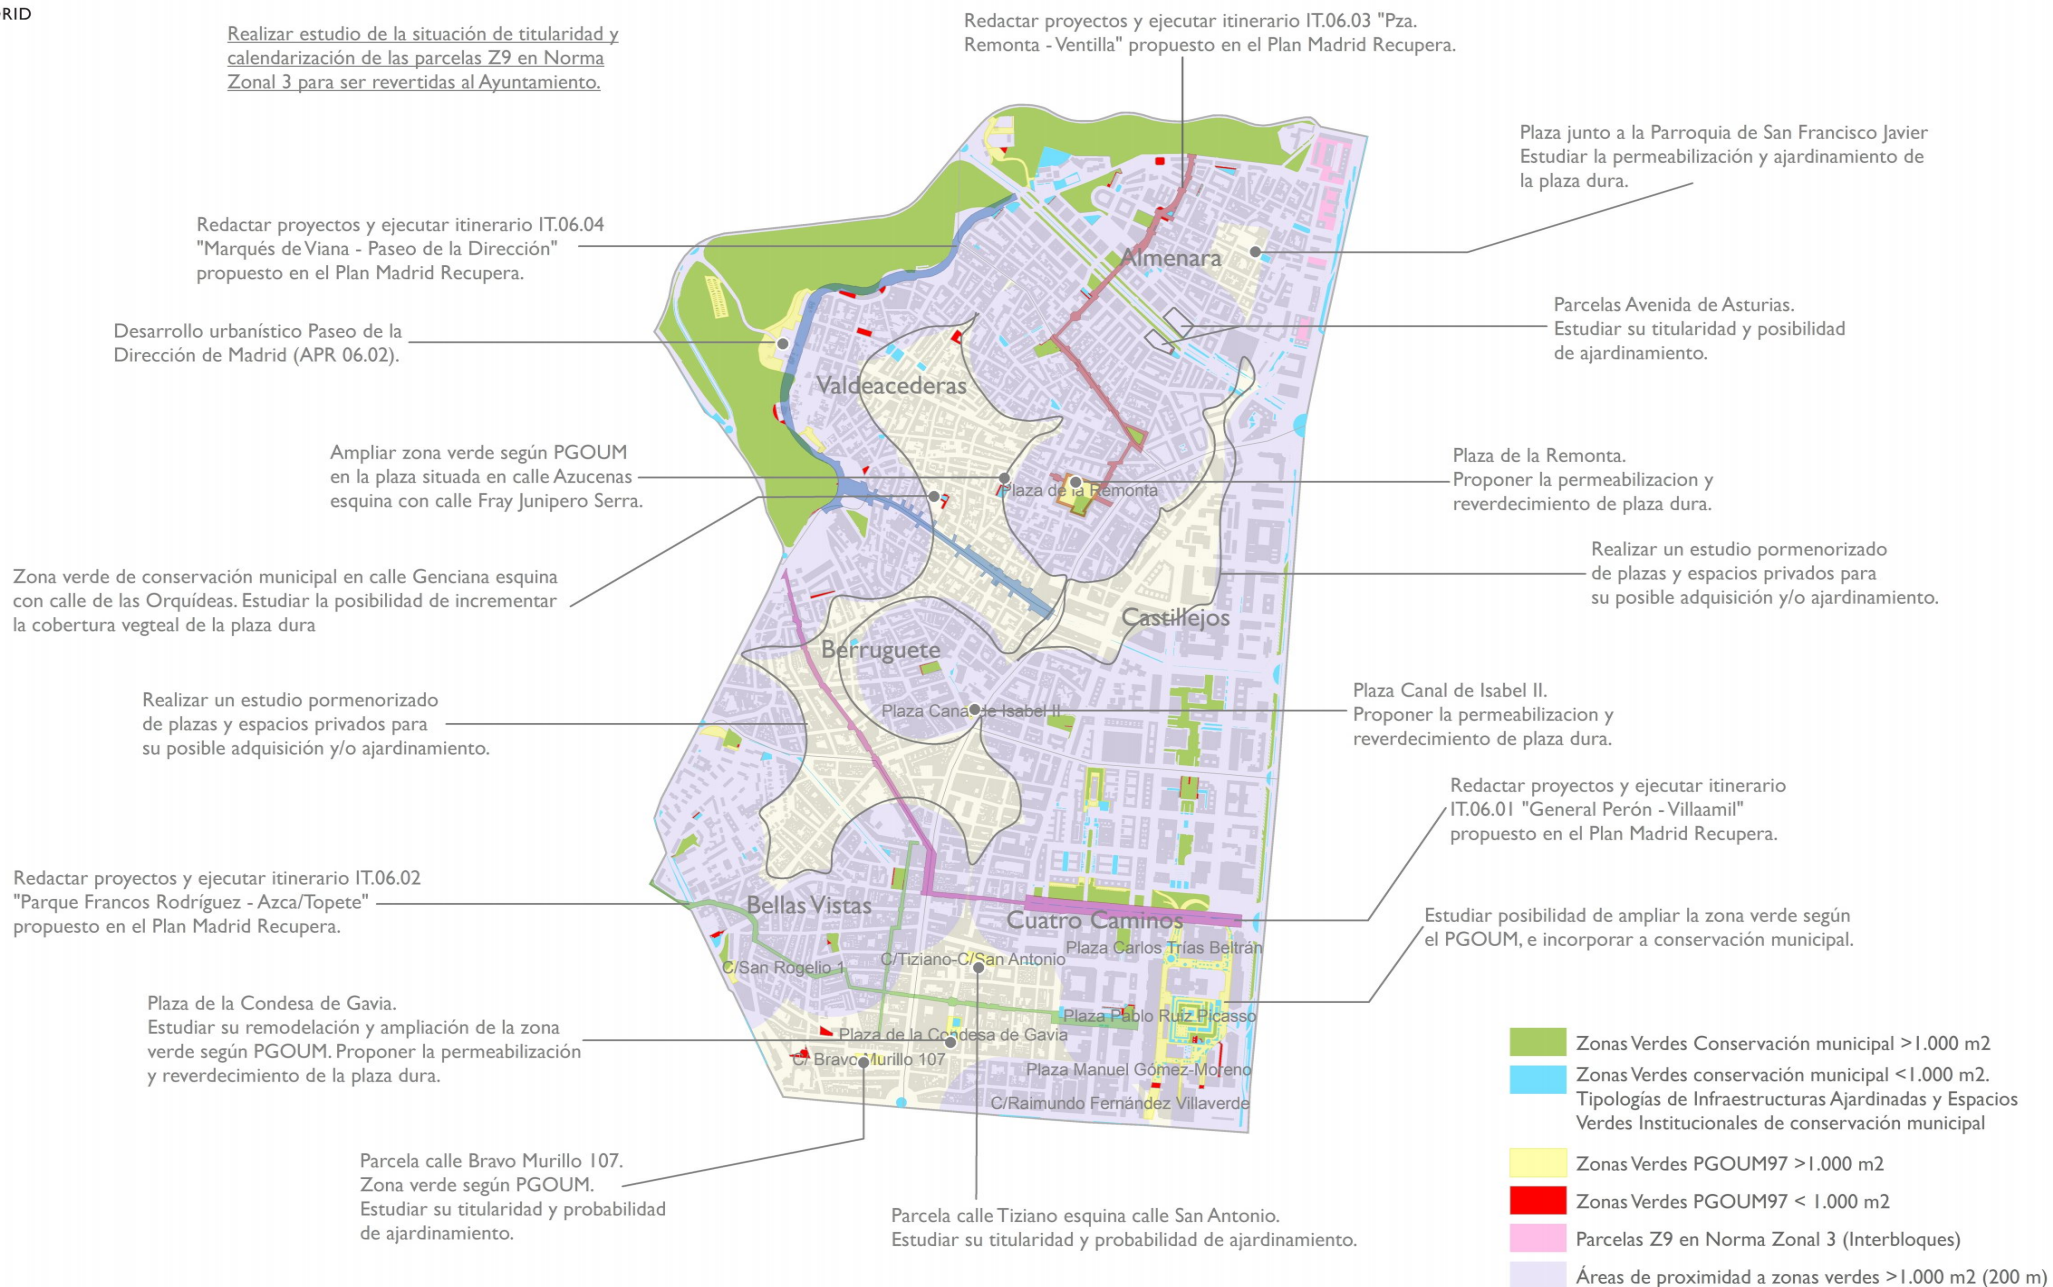 RID
Realizar estudio de la situación de titularidad y
calendarización de las parcelas Z9 en Norma
Zonal 3 para ser revertidas al Ayuntamiento.
Redactar proyectos y ejecutar itinerario IT.06.03 "Pza.
Remonta - Ventilla" propuesto en el Plan Madrid Recupera.
Plaza junto a la Parroquia de San Francisco Javier
Estudiar la permeabilización y ajardinamiento de
la plaza dura.
Redactar proyectos y ejecutar itinerario IT.06.04
"Marqués de Viana - Paseo de la Dirección"
propuesto en el Plan Madrid Recupera.
Almenara
Parcelas Avenida de Asturias.
Estudiar su titularidad y posibilidad
de ajardinamiento.
Desarrollo urbanístico Paseo de la
Dirección de Madrid (APR 06.02).
Valdeacederas
Ampliar zona verde según PGOUM
en la plaza situada en calle Azucenas
esquina con calle Fray Junipero Serra.
Plaza de la Remonta
Plaza de la Remonta.
Proponer la permeabilizacion y
reverdecimiento de plaza dura.
Zona verde de conservación municipal en calle Genciana esquina
con calle de las Orquídeas. Estudiar la posibilidad de incrementar
la cobertura vegteal de la plaza dura
Realizar un estudio pormenorizado
de plazas y espacios privados para
su posible adquisición y/o ajardinamiento.
Castillejos
Berruguete
Realizar un estudio pormenorizado
de plazas y espacios privados para
su posible adquisición y/o ajardinamiento.
Plaza Canal de Isabel II
Plaza Canal de Isabel II.
Proponer la permeabilizacion y
reverdecimiento de plaza dura.
Redactar proyectos y ejecutar itinerario
IT.06.01 "General Perón - Villaamil"
propuesto en el Plan Madrid Recupera.
Redactar proyectos y ejecutar itinerario IT.06.02
"Parque Francos Rodríguez - Azca/Topete"
propuesto en el Plan Madrid Recupera.
Bellas Vistas
Cuatro Caminos
Estudiar posibilidad de ampliar la zona verde según
el PGOUM, e incorporar a conservación municipal.
Plaza Carlos Trías Beltrán
C/San Rogelio 1
C/Tiziano-C/San Antonio
Plaza de la Condesa de Gavia.
Estudiar su remodelación y ampliación de la zona
verde según PGOUM. Proponer la permeabilización
y reverdecimiento de la plaza dura.
Plaza Pablo Ruiz Picasso
Plaza de la Condesa de Gavia
C/ Bravo Murillo 107
Plaza Manuel Gómez-Moreno
C/Raimundo Fernández Villaverde
Parcela calle Bravo Murillo 107.
Zona verde según PGOUM.
Estudiar su titularidad y probabilidad
de ajardinamiento.
Parcela calle Tiziano esquina calle San Antonio.
Estudiar su titularidad y probabilidad de ajardinamiento.
Zonas Verdes Conservación municipal >1.000 m2
Zonas Verdes conservación municipal <1.000 m2.
Tipologías de Infraestructuras Ajardinadas y Espacios
Verdes Institucionales de conservación municipal
Zonas Verdes PGOUM97 >1.000 m2
Zonas Verdes PGOUM97 < 1.000 m2
Parcelas Z9 en Norma Zonal 3 (Interbloques)
Áreas de proximidad a zonas verdes >1.000 m2 (200 m)